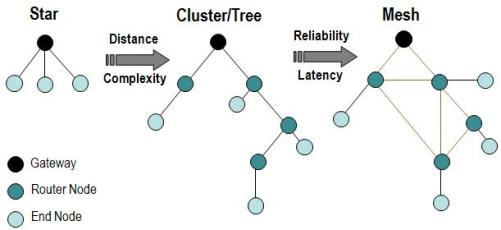 Star
Cluster/Tree
Mesh
Distance
Complexity
Reliability
Latency
Gateway
Router Node
End Node